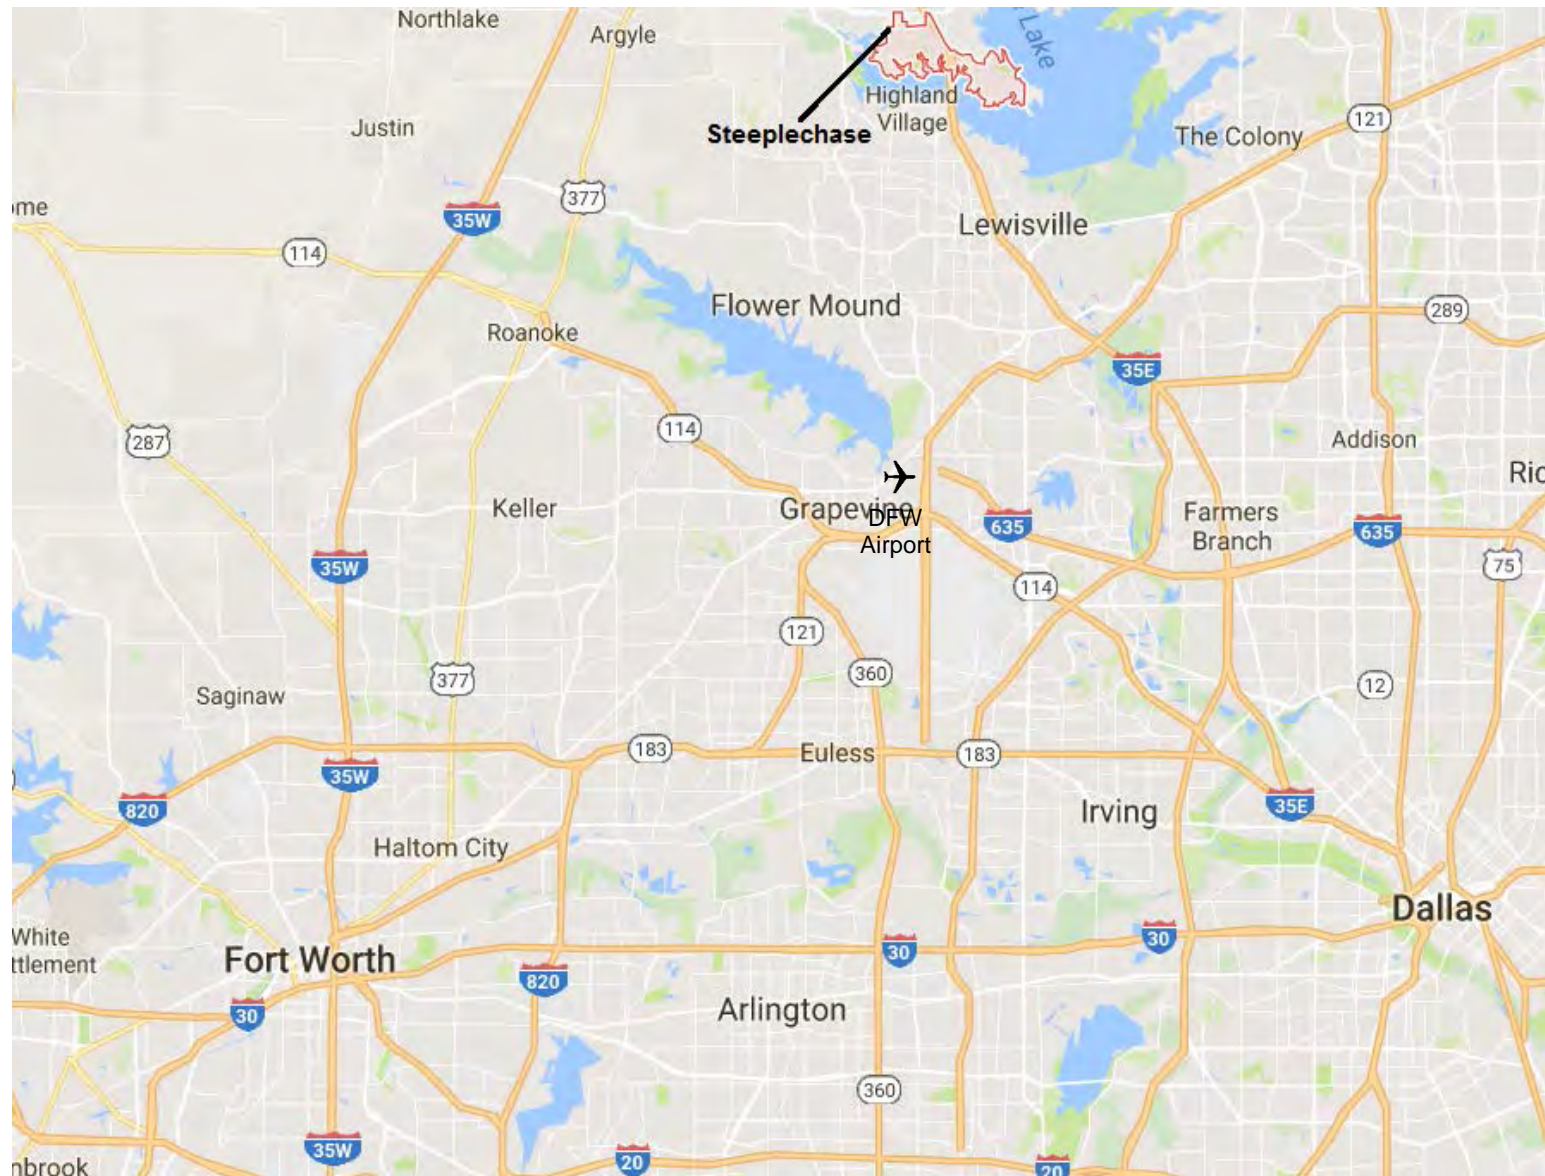 Northlake
Argyle
Lake
Highland
Village
Steeplechase
Justin
121
The Colony
377
ome
35W
Lewisville
114
Flower Mound
289
Roanoke
35E
114
287
Addison
Ric
Keller
Grapevine
DFW
Airport
635
Farmers
Branch
635
35W
75
114
121
360
377
12
Saginaw
183
Euless
183
35W
820
35E
Irving
Haltom City
Dallas
White
ttlement
Fort Worth
30
30
820
Arlington
30
360
35W
20
20
nbrook